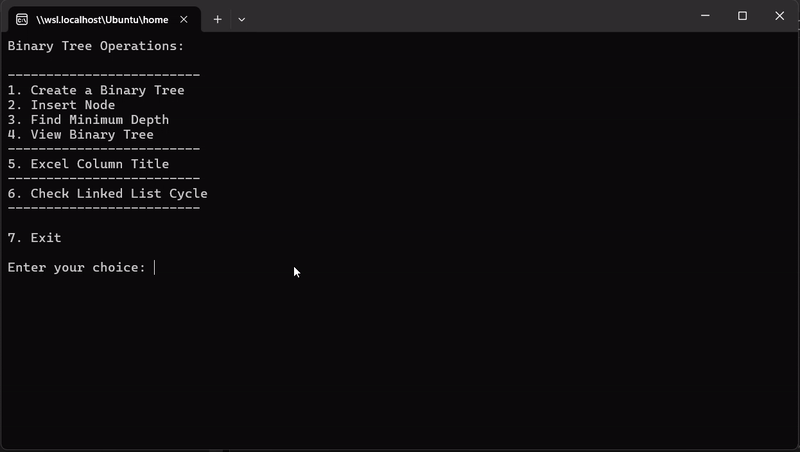 \\wsl.localhost\Ubuntu\home
Binary Tree Operations:
-------------------------
1. Create a Binary Tree
2. Insert Node
3. Find Minimum Depth
4. View Binary Tree
-------------------------
5. Excel Column Title
-------------------------
6. Check Linked List Cycle
-------------------------
7. Exit
Enter your choice: